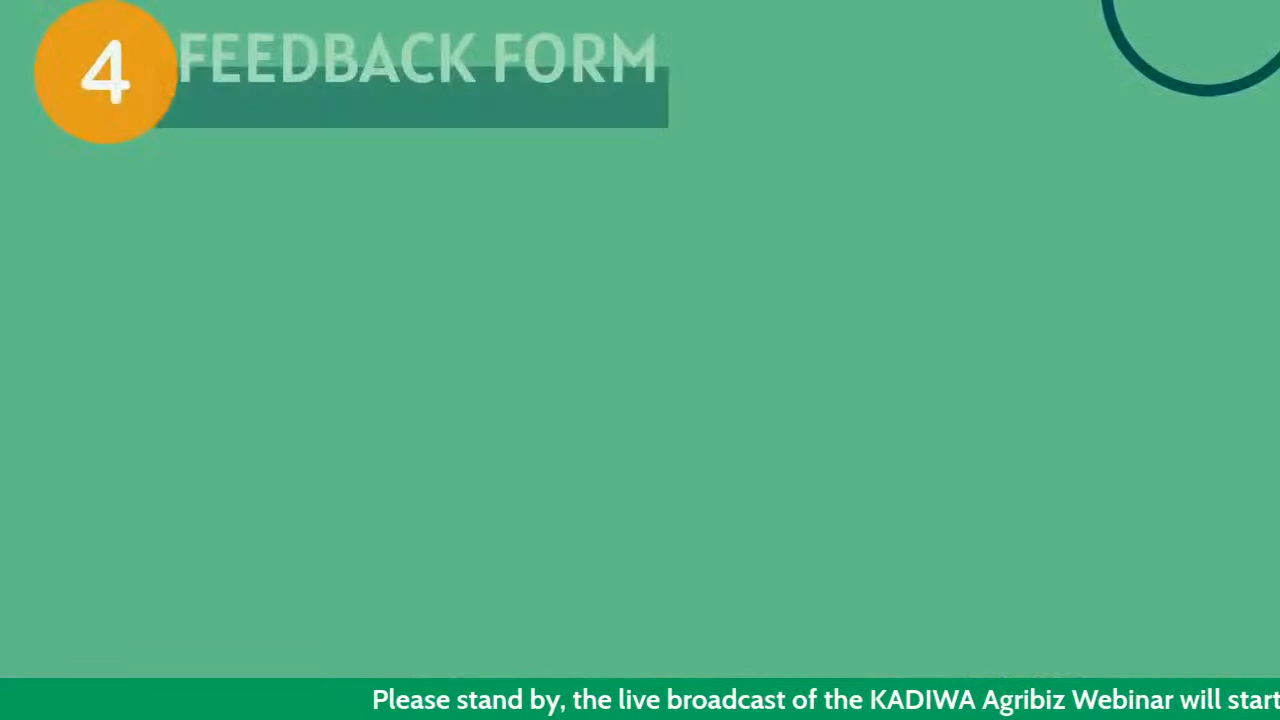 4
FEEDBACK FORM
Please stand by, the live broadcast of the KADIWA Agribiz Webinar will start